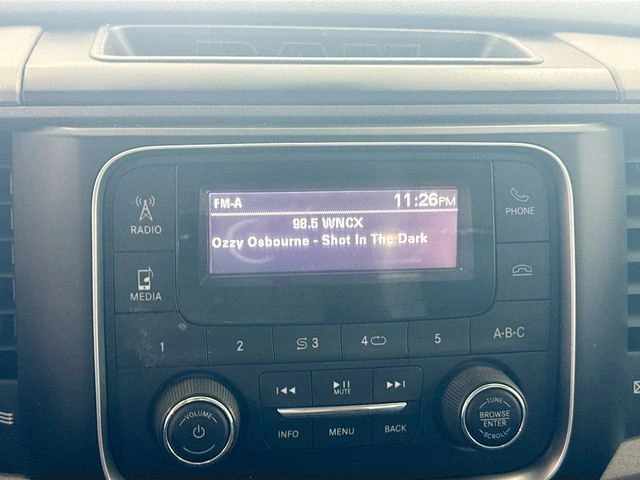 RAM
FM-A 11:26PM
98.5 WNCX
Ozzy Osbourne - Shot In The Dark
RADIO
PHONE
MEDIA
1 2 3 4 5 A-B-C
MUTE
VOLUME
INFO MENU BACK
TUNE
BROWSE/
ENTER
SCROLL